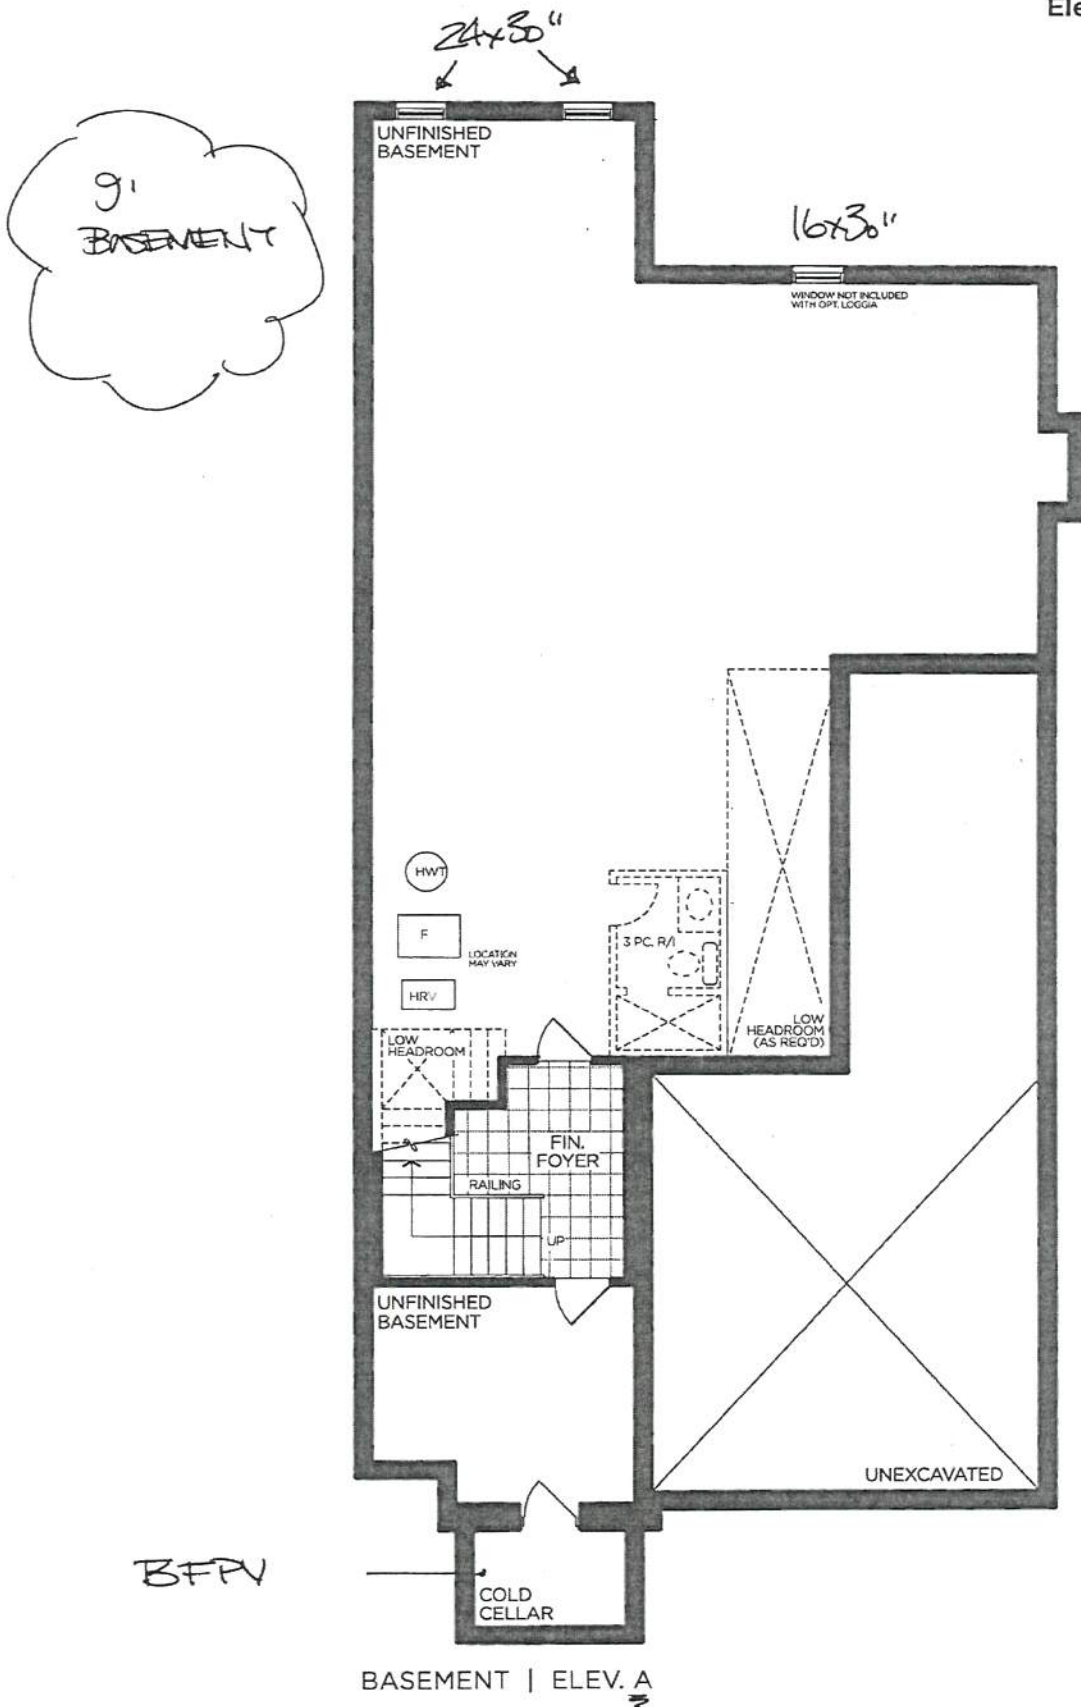 Ele
24x30"
9'
BASEMENT
UNFINISHED
BASEMENT
16x30"
WINDOW NOT INCLUDED
WITH OPT. LOGGIA
HWT
F
LOCATION
MAY VARY
HRV
3 PC. R/I
LOW
HEADROOM
(AS REQ'D)
LOW
HEADROOM
FIN.
FOYER
RAILING
UP
UNFINISHED
BASEMENT
UNEXCAVATED
BFPV
COLD
CELLAR
BASEMENT | ELEV. A